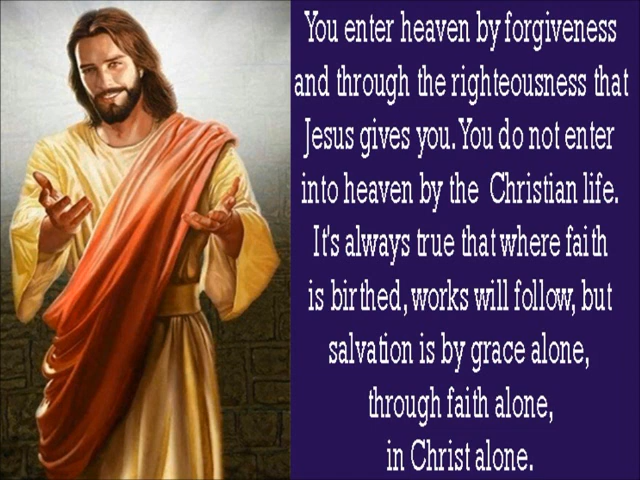 You enter heaven by forgiveness
and through the righteousness that
Jesus gives you. You do not enter
into heaven by the Christian life.
It's always true that where faith
is birthed, works will follow, but
salvation is by grace alone,
through faith alone,
in Christ alone.